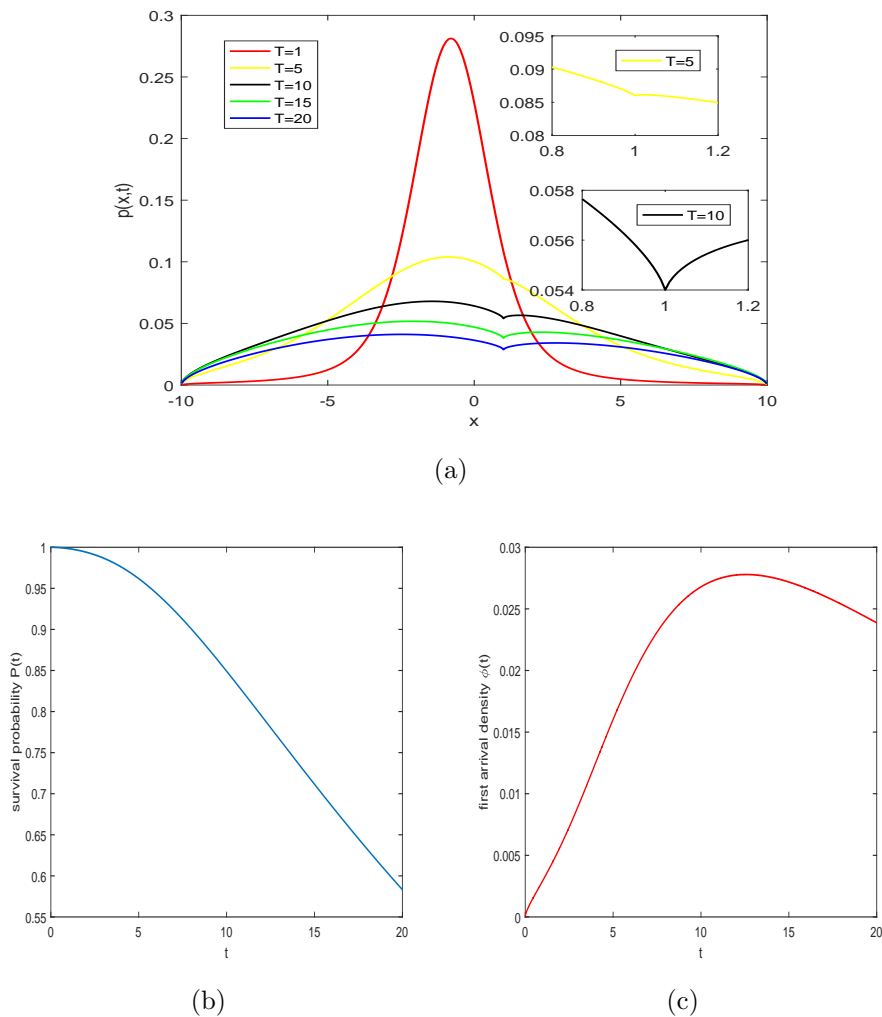 0.3
0.25
0.2
0.15
0.1
0.05
0
p(x,t)
T=1
T=5
T=10
T=15
T=20
0.095
0.09
0.085
0.08
T=5
0.8 1 1.2
0.058
0.056
0.054
T=10
0.8 1 1.2
-10 -5 0 5 10
x
(a)
1
0.95
0.9
0.85
0.8
0.75
0.7
0.65
0.6
0.55
survival probability P(t)
0 5 10 15 20
t
(b)
0.03
0.025
0.02
0.015
0.01
0.005
0
first arrival density ϕ(t)
0 5 10 15 20
t
(c)